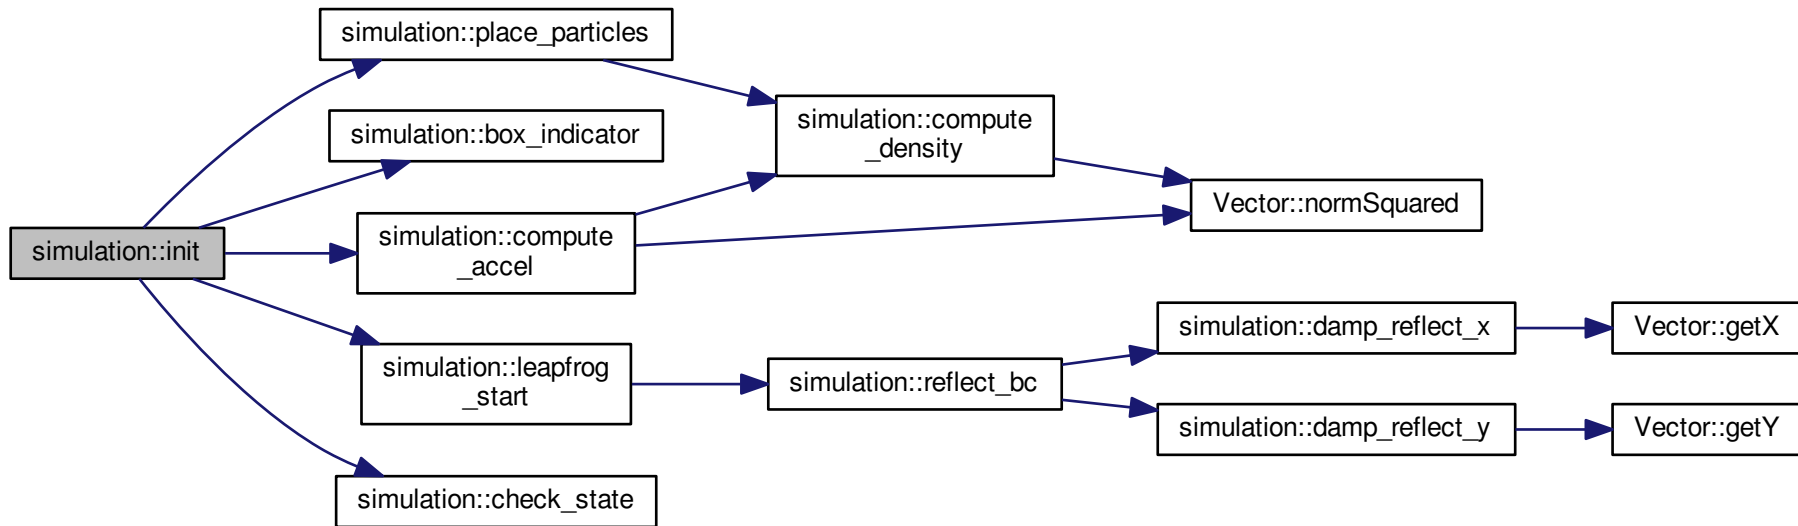 simulation::place_particles
simulation::box_indicator
simulation::compute
_density
Vector::normSquared
simulation::init
simulation::compute
_accel
simulation::damp_reflect_x
Vector::getX
simulation::leapfrog
_start
simulation::reflect_bc
simulation::damp_reflect_y
Vector::getY
simulation::check_state